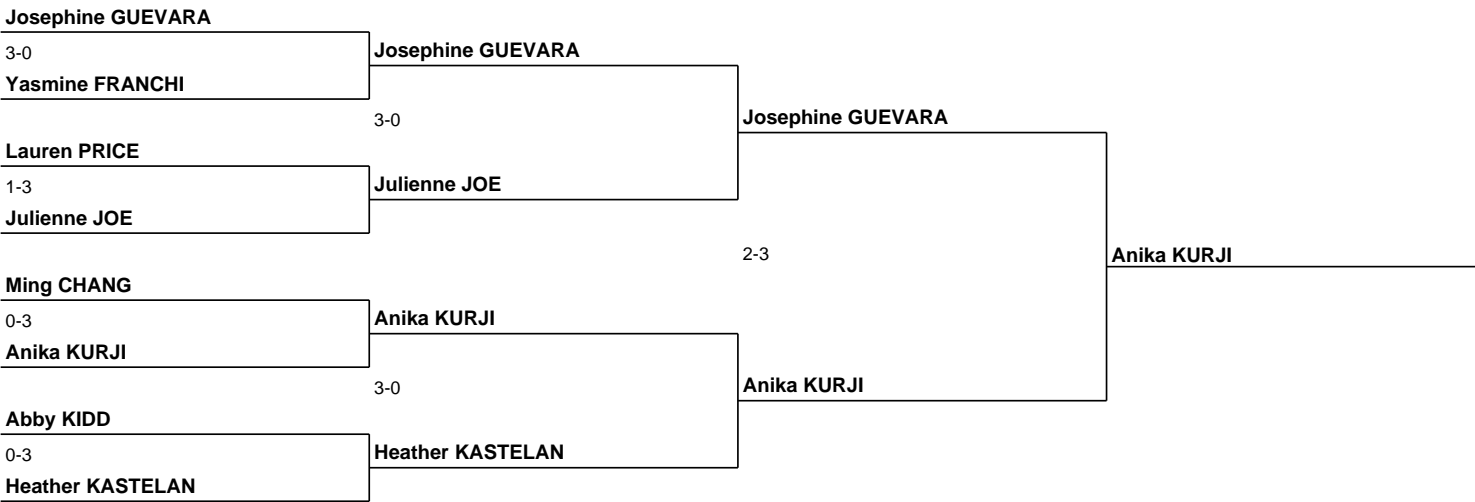 Josephine GUEVARA
3-0
Yasmine FRANCHI
Lauren PRICE
1-3
Julienne JOE
Ming CHANG
0-3
Anika KURJI
Abby KIDD
0-3
Heather KASTELAN
Josephine GUEVARA
3-0
Julienne JOE
Anika KURJI
3-0
Heather KASTELAN
Josephine GUEVARA
2-3
Anika KURJI
Anika KURJI